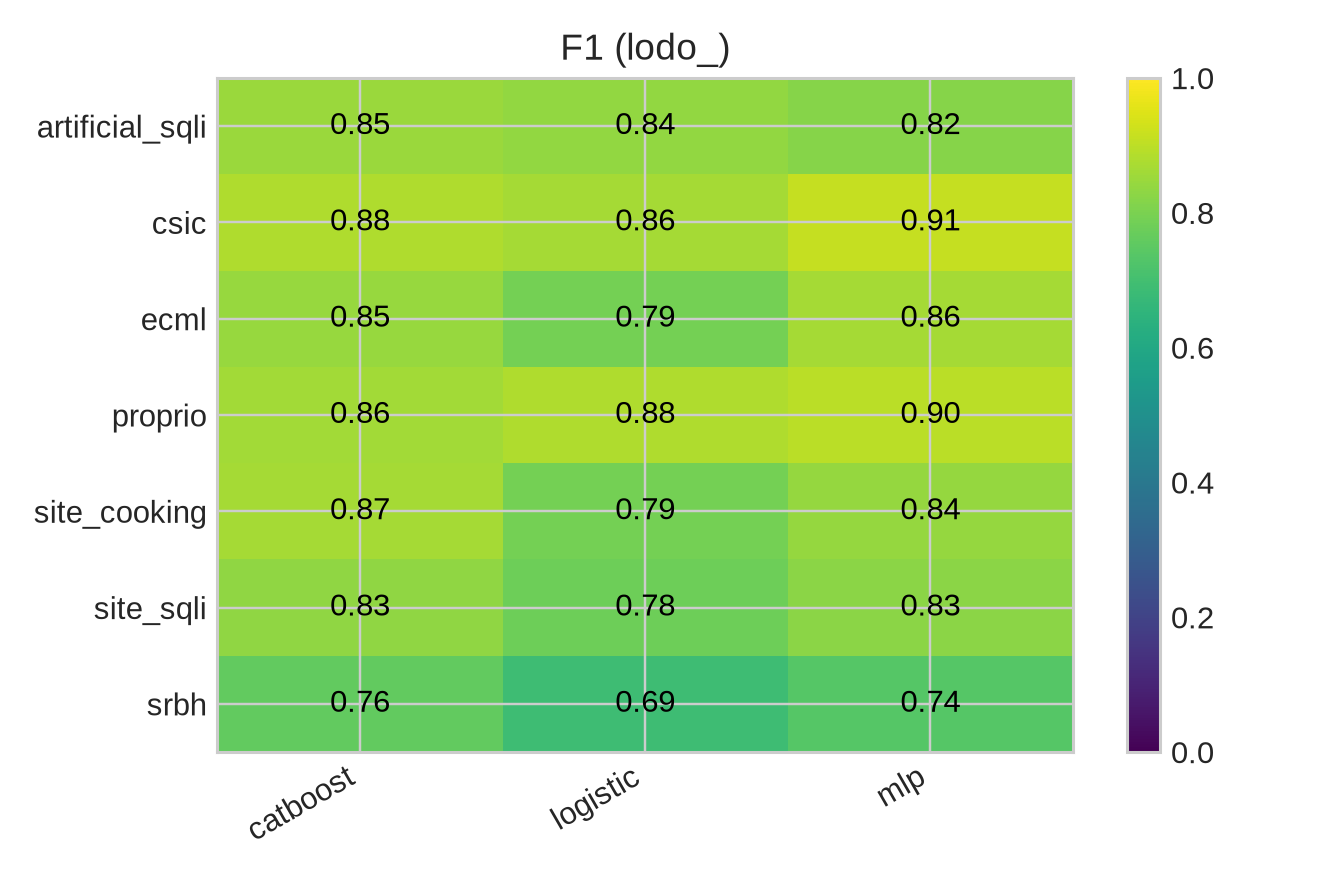 F1 (lodo_)
artificial_sqli 0.85 0.84 0.82
csic 0.88 0.86 0.91
ecml 0.85 0.79 0.86
proprio 0.86 0.88 0.90
site_cooking 0.87 0.79 0.84
site_sqli 0.83 0.78 0.83
srbh 0.76 0.69 0.74
catboost logistic mlp
1.0
0.8
0.6
0.4
0.2
0.0